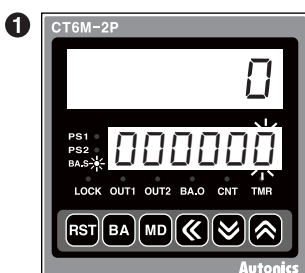 1
CT6M-2P
0
PS1
PS2
BA.S
000000
LOCK OUT1 OUT2 BA.O CNT TMR
RST BA MD
Autonics